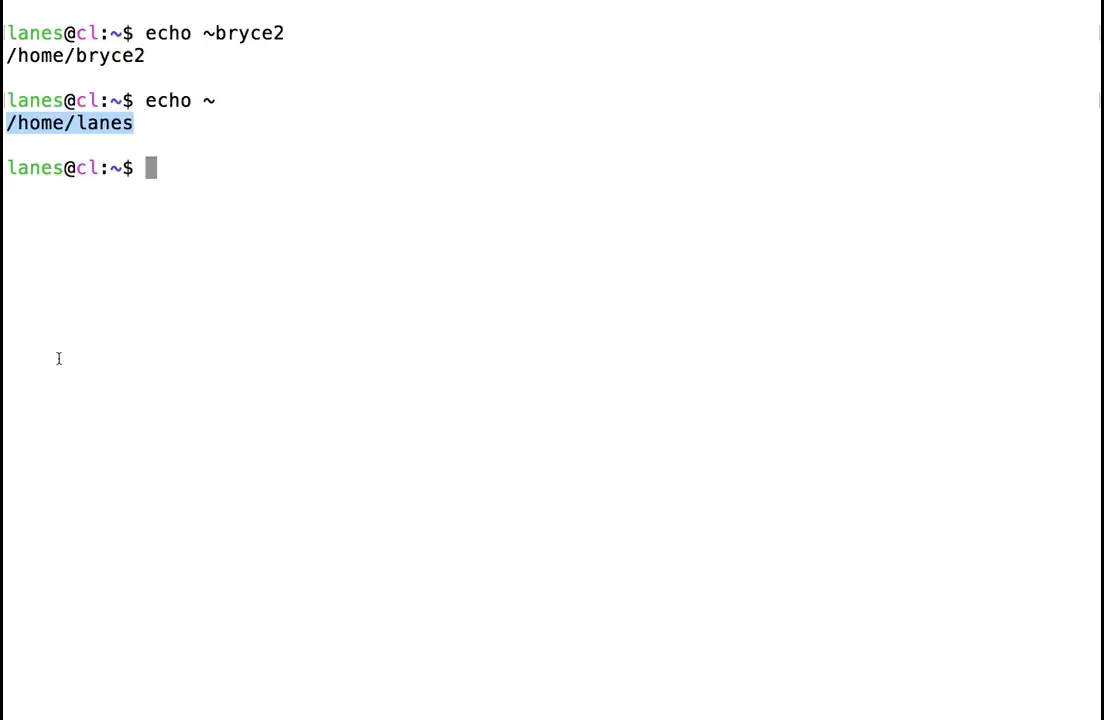 lanes@cl:~$ echo ~bryce2
/home/bryce2
lanes@cl:~$ echo ~
/home/lanes
lanes@cl:~$